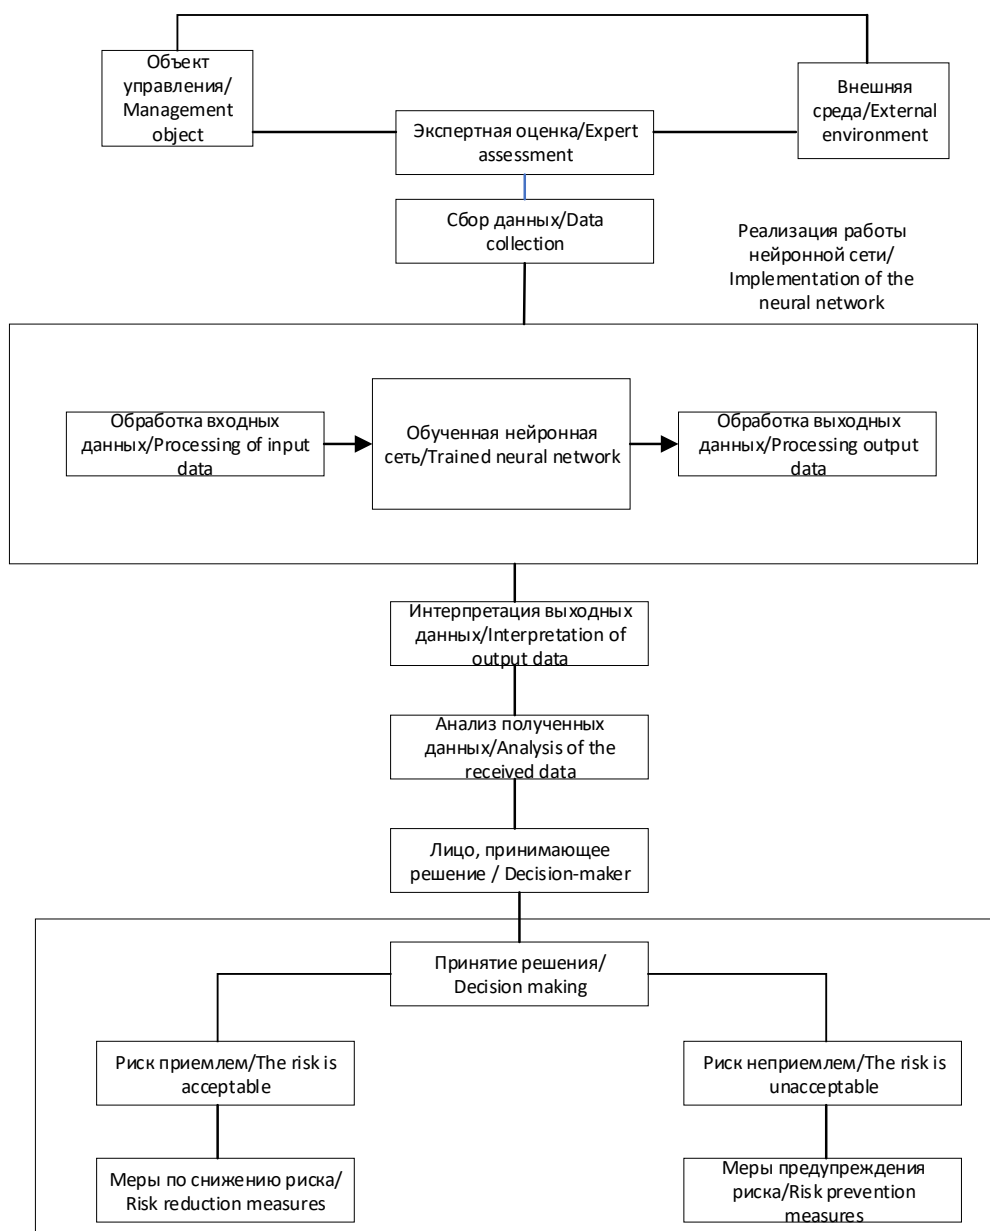 Объект
управления/
Management
object
Внешняя
среда/External
environment
Экспертная оценка/Expert
assessment
Сбор данных/Data
collection
Реализация работы
нейронной сети/
Implementation of the
neural network
Обработка входных
данных/Processing of input
data
Обученная нейронная
сеть/Trained neural network
Обработка выходных
данных/Processing output
data
Интерпретация выходных
данных/Interpretation of
output data
Анализ полученных
данных/Analysis of the
received data
Лицо, принимающее
решение / Decision-maker
Принятие решения/
Decision making
Риск приемлем/The risk is
acceptable
Риск неприемлем/The risk is
unacceptable
Меры по снижению риска/
Risk reduction measures
Меры предупреждения
риска/Risk prevention
measures